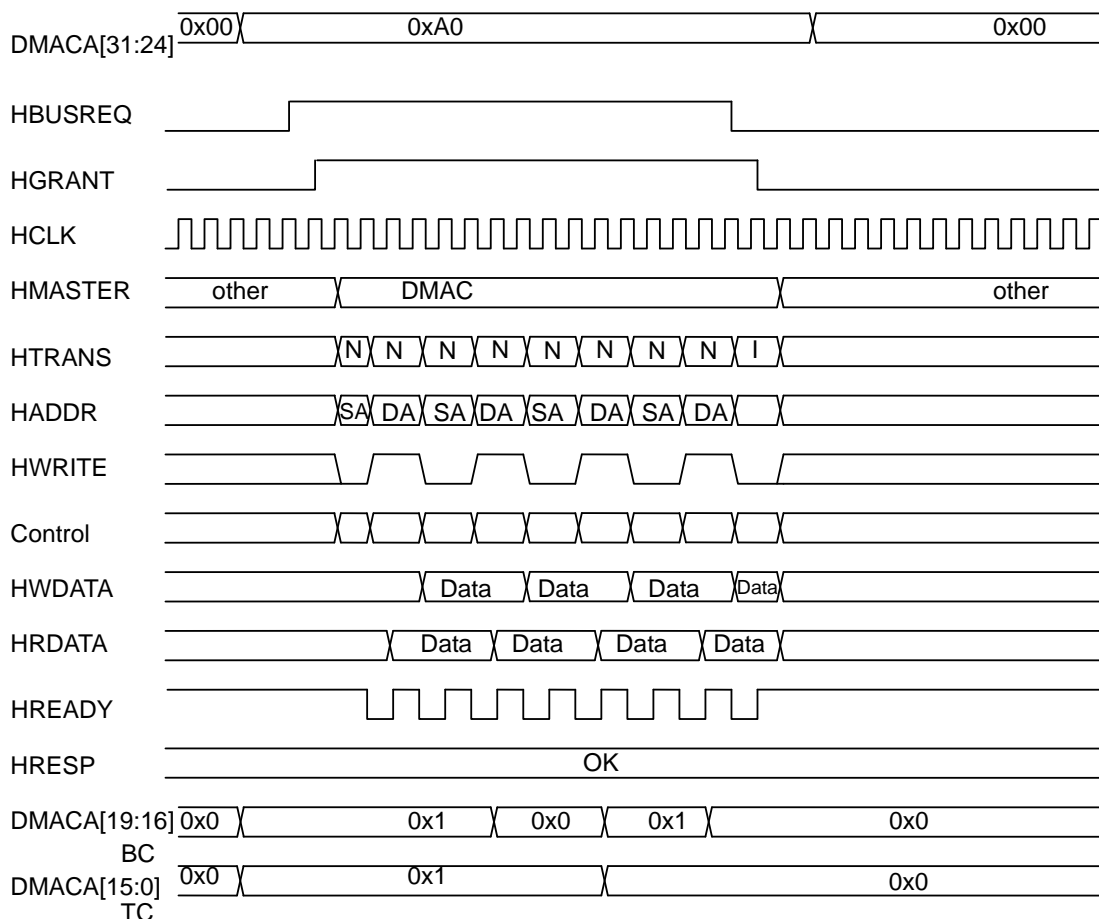 0x00 0xA0 0x00
DMACA[31:24]
HBUSREQ
HGRANT
HCLK
HMASTER other DMAC other
HTRANS N N N N N N N N I
HADDR SA DA SA DA SA DA SA DA
HWRITE
Control
HWDATA Data Data Data Data
HRDATA Data Data Data Data
HREADY
HRESP OK
DMACA[19:16] 0x0 0x1 0x0 0x1 0x0
BC
DMACA[15:0] 0x0 0x1 0x0
TC